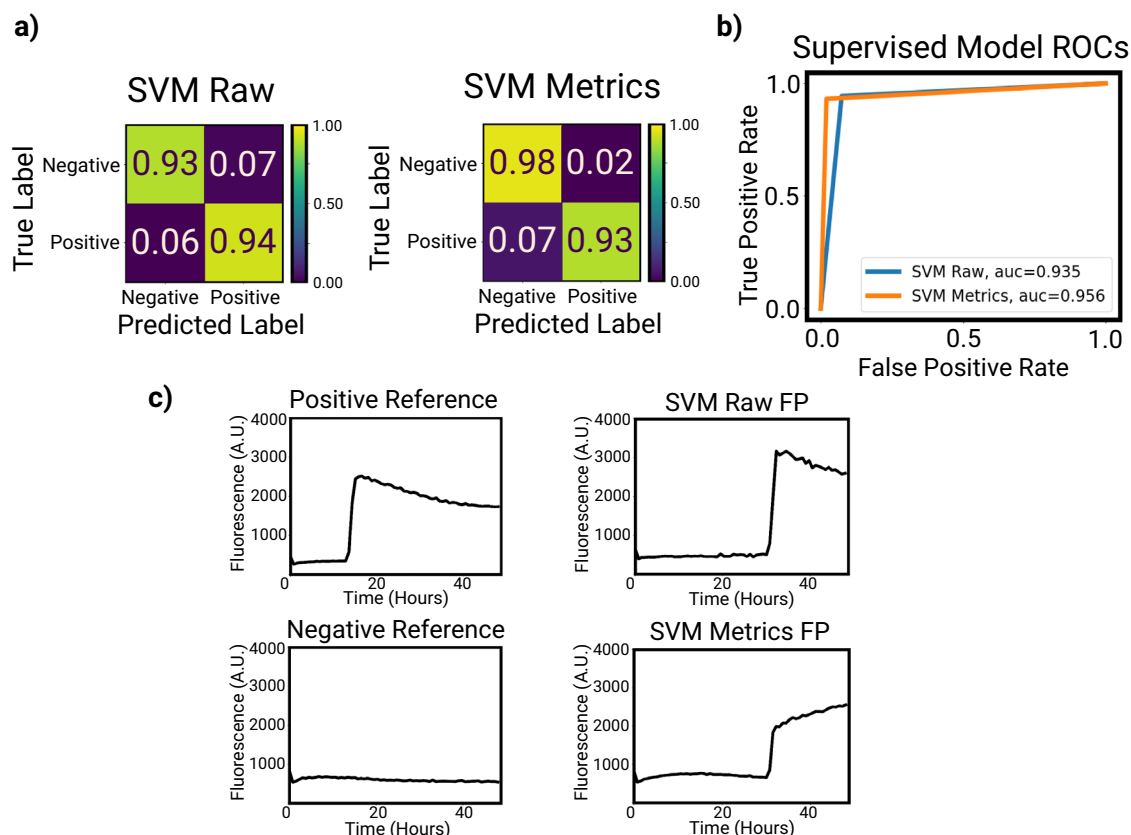 a)
SVM Raw
True Label
Negative
Positive
0.93 0.07
0.06 0.94
Negative Positive
Predicted Label
1.00
0.50
0.00
SVM Metrics
True Label
Negative
Positive
0.98 0.02
0.07 0.93
Negative Positive
Predicted Label
1.00
0.50
0.00
b)
Supervised Model ROCs
True Positive Rate
1.0
0.5
0.0
SVM Raw, auc=0.935
SVM Metrics, auc=0.956
0.0 0.5 1.0
False Positive Rate
c)
Positive Reference
Fluorescence (A.U.)
4000
3000
2000
1000
0 20 40
Time (Hours)
SVM Raw FP
Fluorescence (A.U.)
4000
3000
2000
1000
0 20 40
Time (Hours)
Negative Reference
Fluorescence (A.U.)
4000
3000
2000
1000
0 20 40
Time (Hours)
SVM Metrics FP
Fluorescence (A.U.)
4000
3000
2000
1000
0 20 40
Time (Hours)